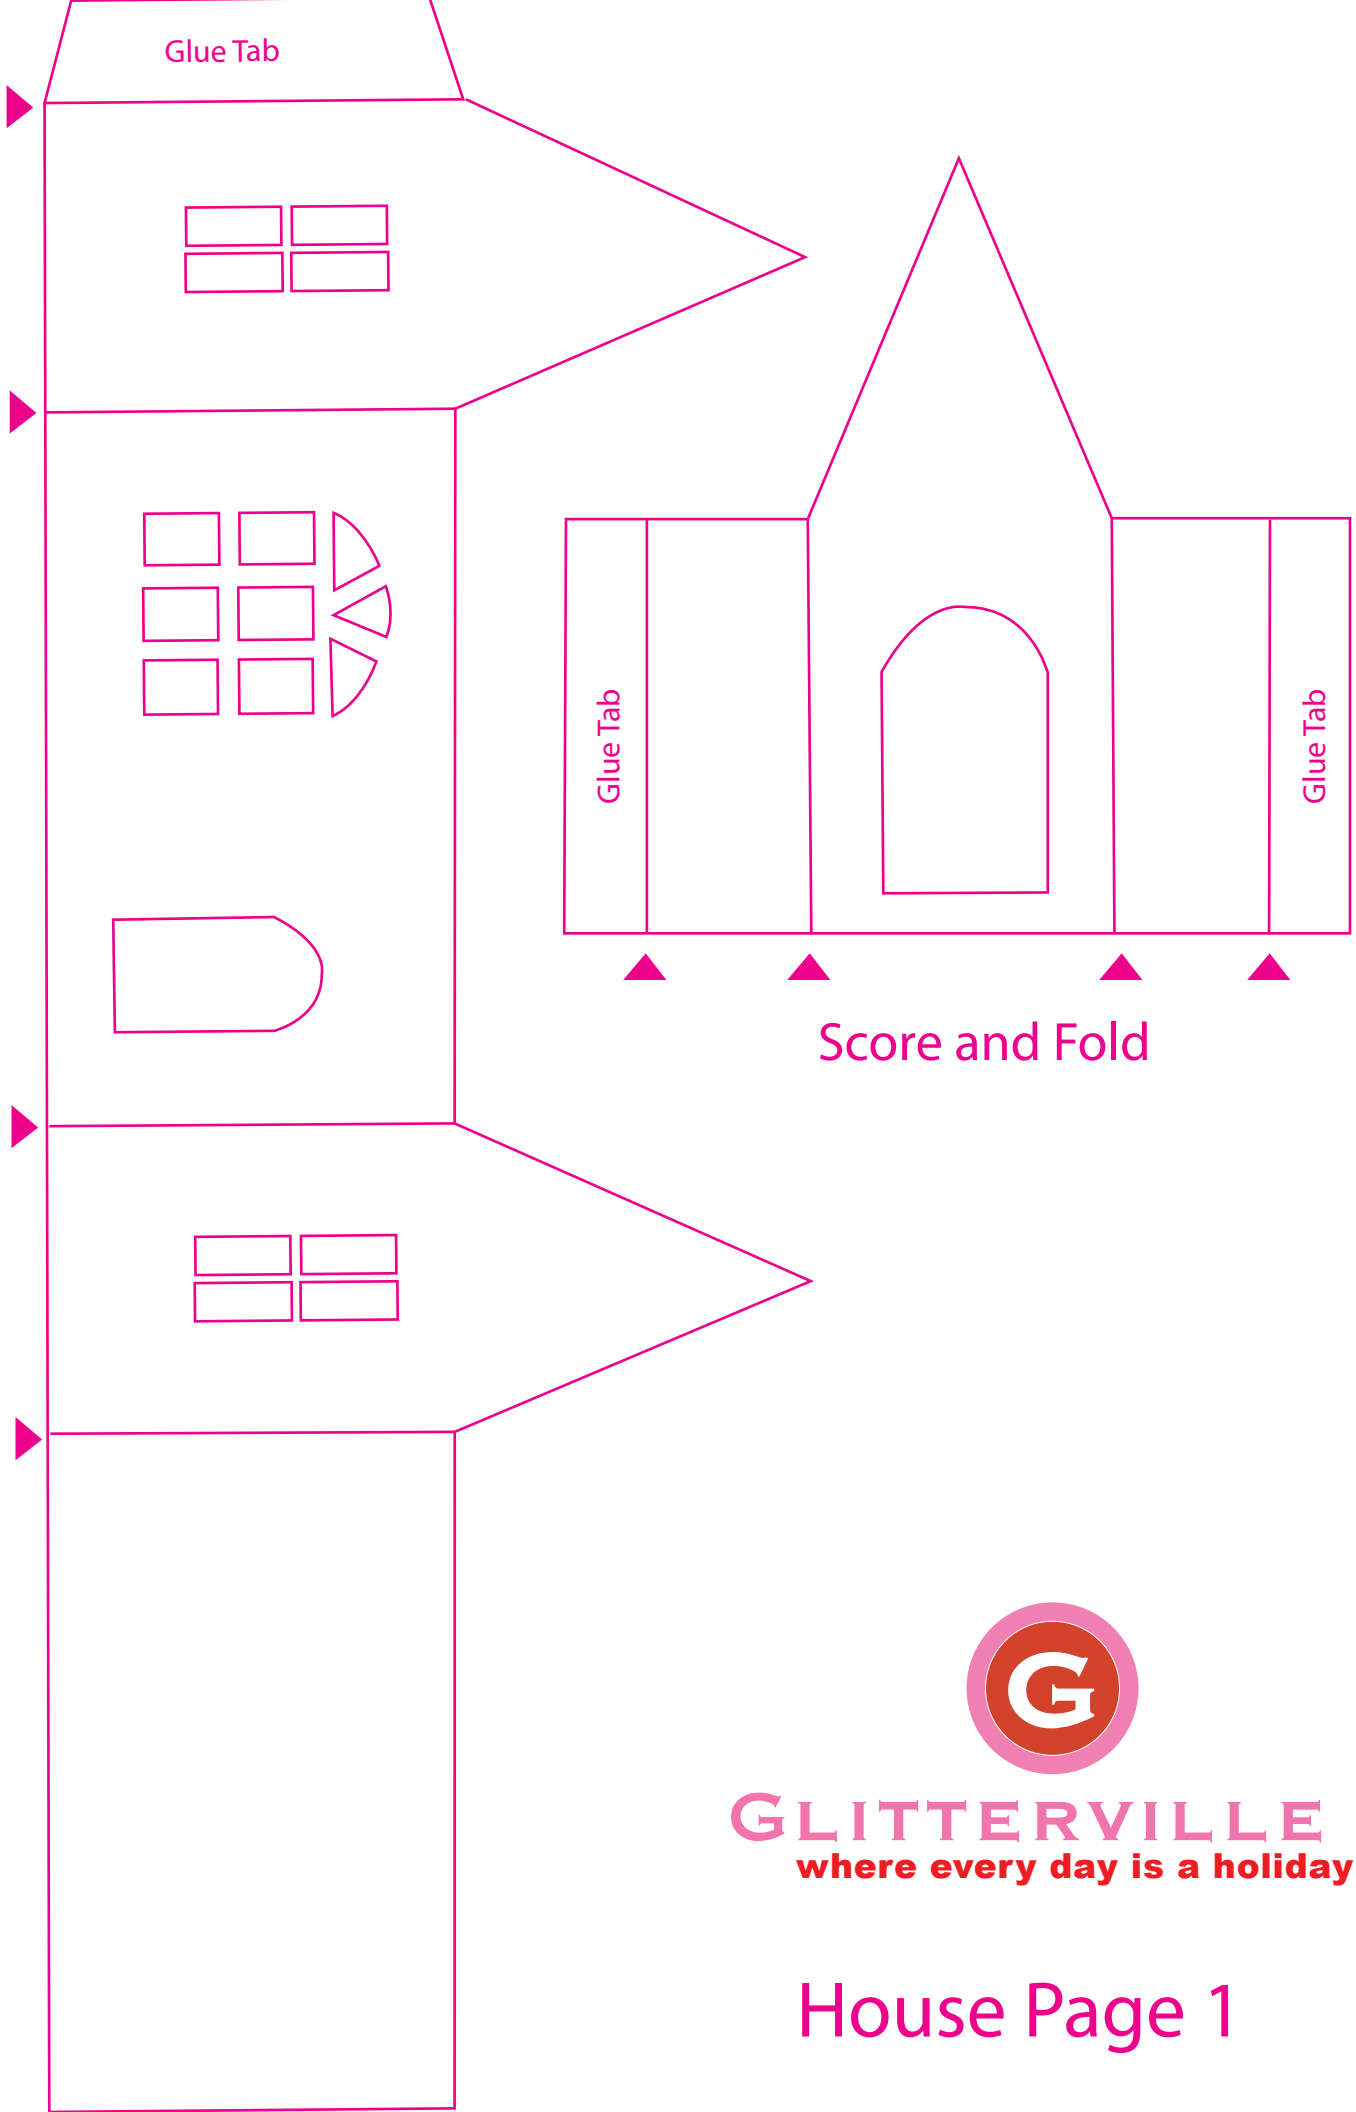 Glue Tab
Glue Tab
Glue Tab
Score and Fold
G
GLITTERVILLE
where every day is a holiday
House Page 1